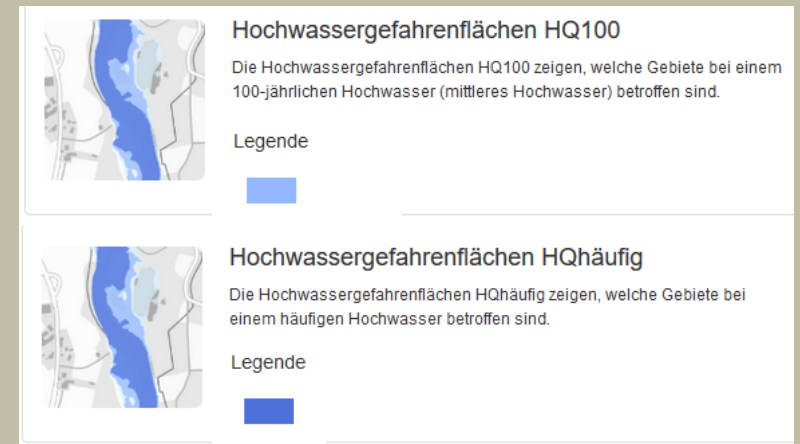 Hochwassergefahrenflächen HQ100
Die Hochwassergefahrenflächen HQ100 zeigen, welche Gebiete bei einem
100-jährlichen Hochwasser (mittleres Hochwasser) betroffen sind.
Legende
Hochwassergefahrenflächen HQhäufig
Die Hochwassergefahrenflächen HQhäufig zeigen, welche Gebiete bei
einem häufigen Hochwasser betroffen sind.
Legende